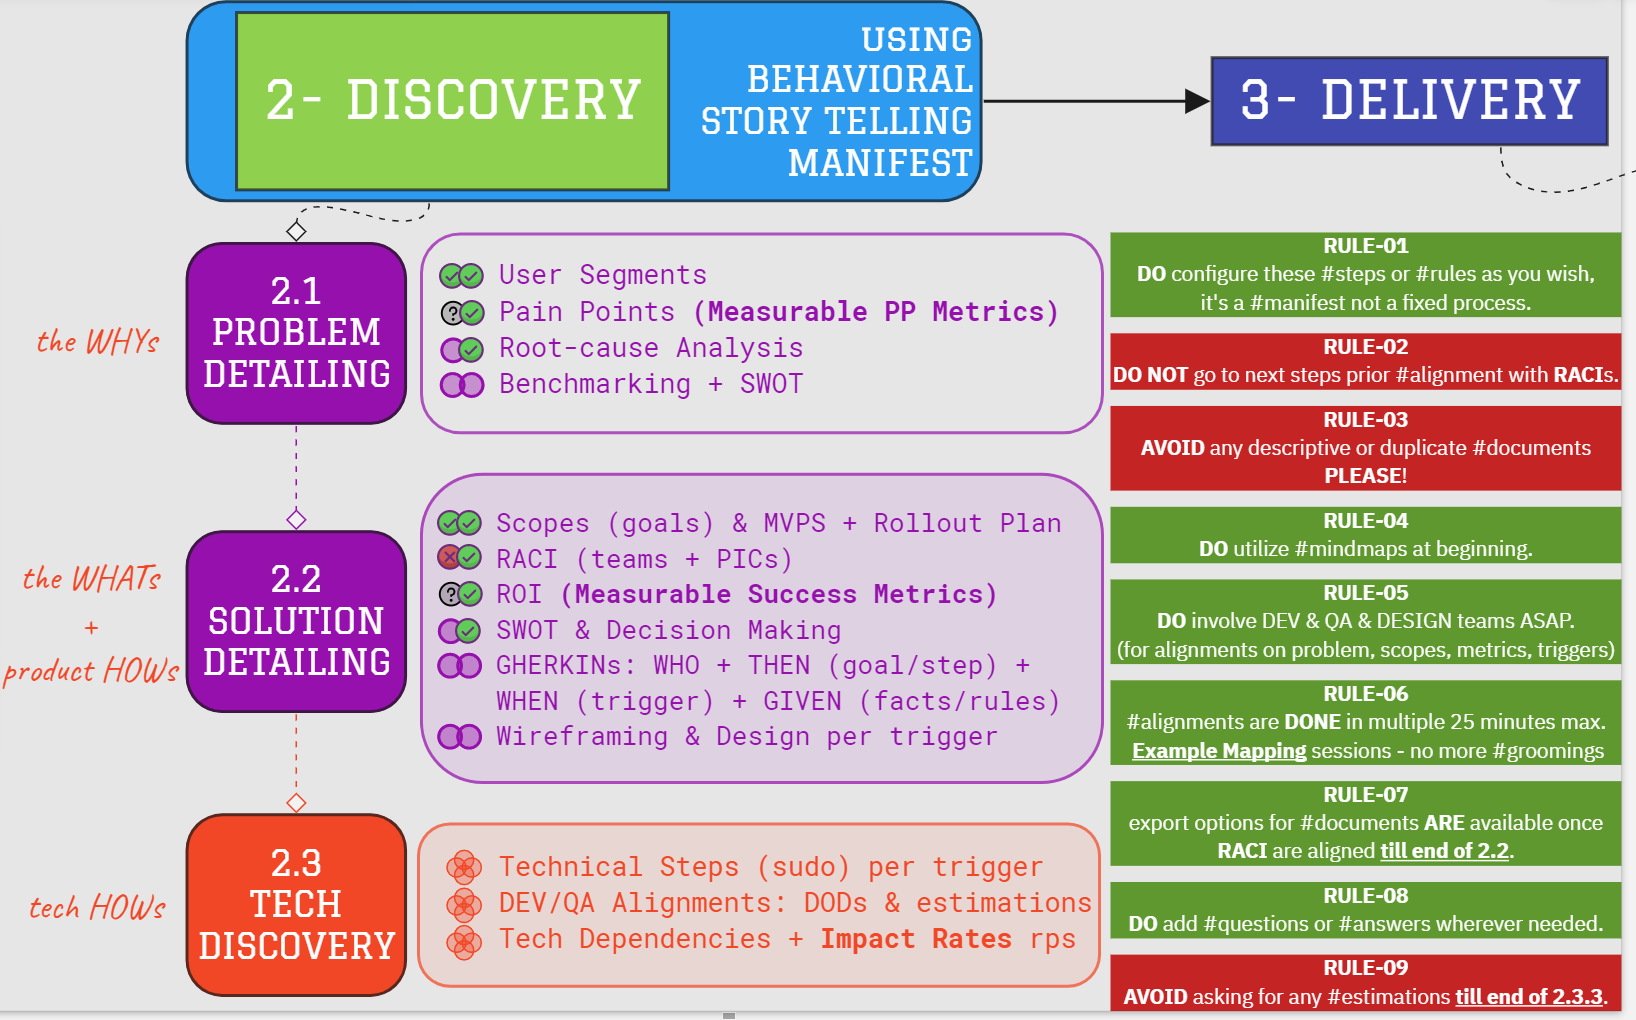 2- DISCOVERY
USING
BEHAVIORAL
STORY TELLING
MANIFEST
3- DELIVERY
the WHYs
2.1
PROBLEM
DETAILING
User Segments
Pain Points (Measurable PP Metrics)
Root-cause Analysis
Benchmarking + SWOT
the WHATs
+
product HOWs
2.2
SOLUTION
DETAILING
Scopes (goals) & MVPS + Rollout Plan
RACI (teams + PICs)
ROI (Measurable Success Metrics)
SWOT & Decision Making
GHERKINs: WHO + THEN (goal/step) +
WHEN (trigger) + GIVEN (facts/rules)
Wireframing & Design per trigger
tech HOWs
2.3
TECH
DISCOVERY
Technical Steps (sudo) per trigger
DEV/QA Alignments: DODs & estimations
Tech Dependencies + Impact Rates rps
RULE-01
DO configure these #steps or #rules as you wish,
it's a #manifest not a fixed process.
RULE-02
DO NOT go to next steps prior #alignment with RACIs.
RULE-03
AVOID any descriptive or duplicate #documents
PLEASE!
RULE-04
DO utilize #mindmaps at beginning.
RULE-05
DO involve DEV & QA & DESIGN teams ASAP.
(for alignments on problem, scopes, metrics, triggers)
RULE-06
#alignments are DONE in multiple 25 minutes max.
Example Mapping sessions - no more #groomings
RULE-07
export options for #documents ARE available once
RACI are aligned till end of 2.2.
RULE-08
DO add #questions or #answers wherever needed.
RULE-09
AVOID asking for any #estimations till end of 2.3.3.